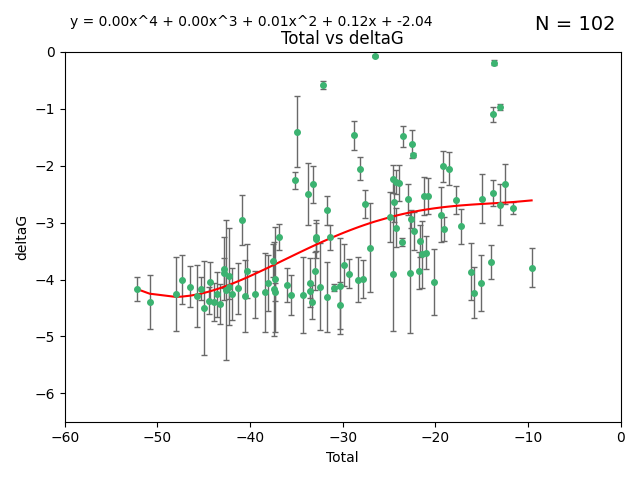 y = 0.00x^4 + 0.00x^3 + 0.01x^2 + 0.12x + -2.04
N = 102
Total vs deltaG
0
−1
−2
−3
−4
−5
−6
deltaG
−60 −50 −40 −30 −20 −10 0
Total